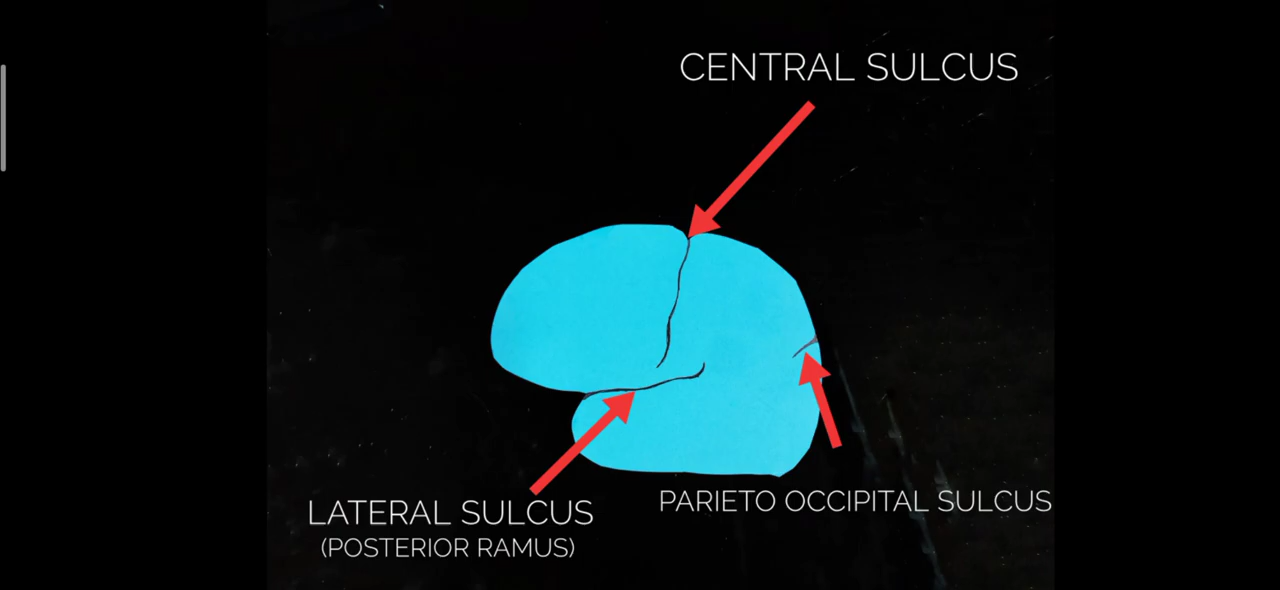 CENTRAL SULCUS
LATERAL SULCUS
(POSTERIOR RAMUS)
PARIETO OCCIPITAL SULCUS